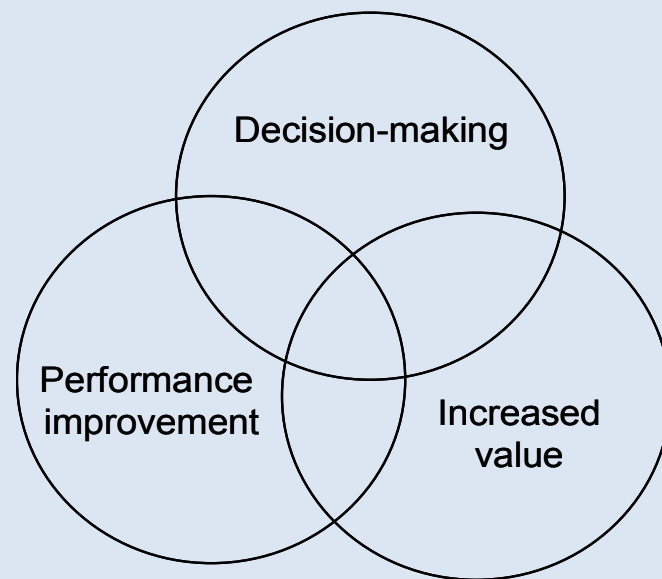 Decision-making
Performance
improvement
Increased
value